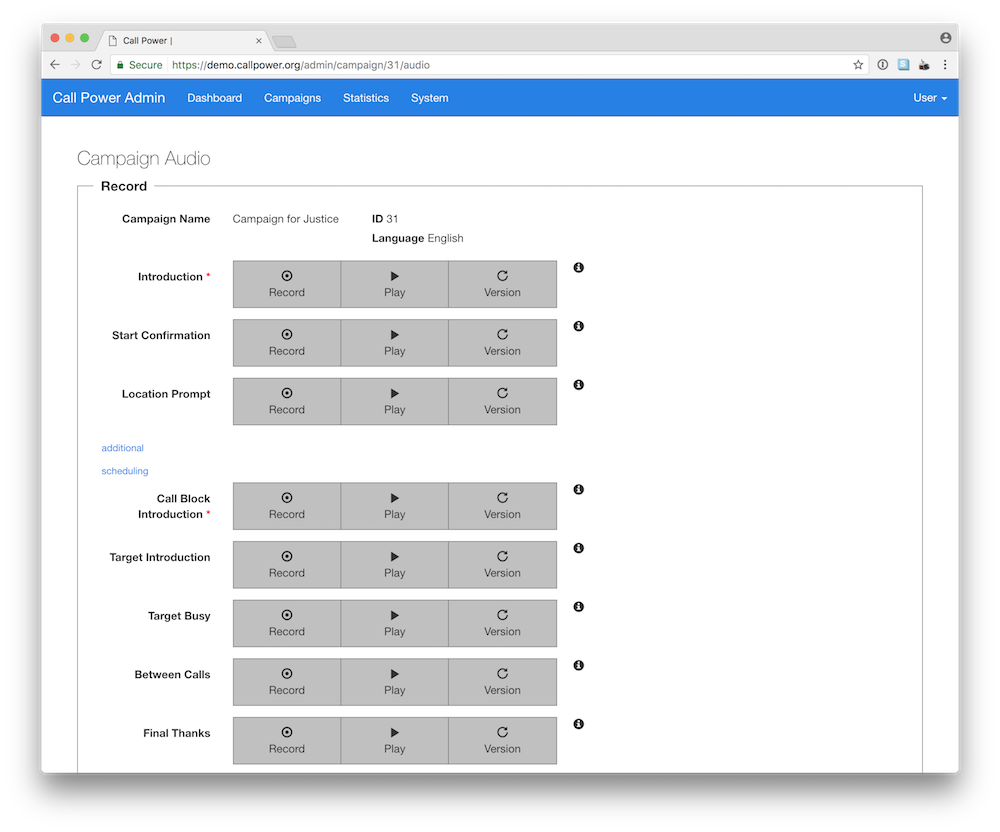 Call Power |
Secure https://demo.callpower.org/admin/campaign/31/audio
Call Power Admin Dashboard Campaigns Statistics System User
Campaign Audio
Record
Campaign Name Campaign for Justice ID 31
Language English
Introduction *
Record Play Version
Start Confirmation
Record Play Version
Location Prompt
Record Play Version
additional
scheduling
Call Block
Introduction *
Record Play Version
Target Introduction
Record Play Version
Target Busy
Record Play Version
Between Calls
Record Play Version
Final Thanks
Record Play Version